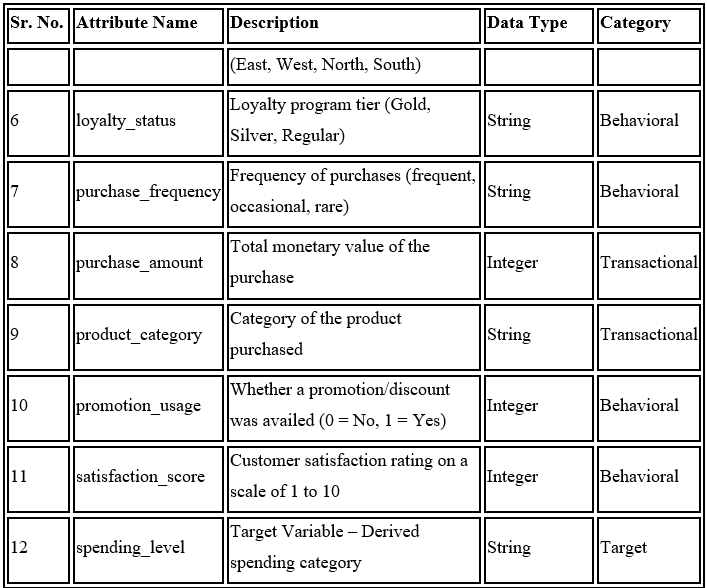 Sr. No. Attribute Name Description Data Type Category
(East, West, North, South)
6 loyalty_status Loyalty program tier (Gold, Silver, Regular) String Behavioral
7 purchase_frequency Frequency of purchases (frequent, occasional, rare) String Behavioral
8 purchase_amount Total monetary value of the purchase Integer Transactional
9 product_category Category of the product purchased String Transactional
10 promotion_usage Whether a promotion/discount was availed (0 = No, 1 = Yes) Integer Behavioral
11 satisfaction_score Customer satisfaction rating on a scale of 1 to 10 Integer Behavioral
12 spending_level Target Variable – Derived spending category String Target